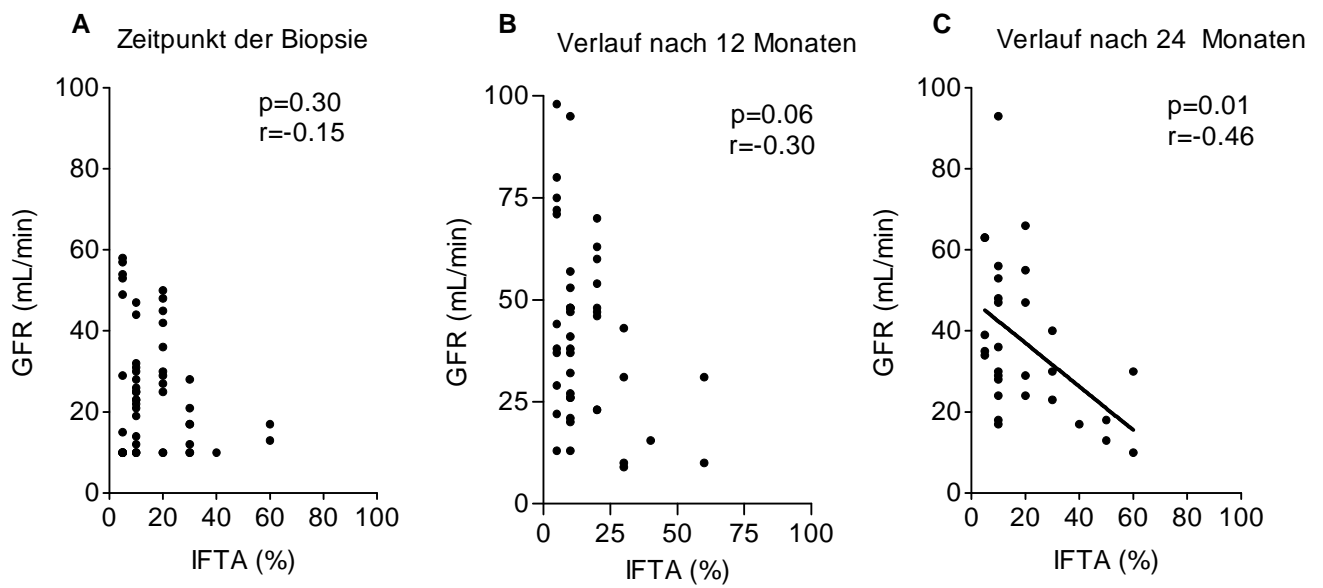 A
Zeitpunkt der Biopsie
p=0.30
r=-0.15
GFR (mL/min)
100
80
60
40
20
0
0 20 40 60 80 100
IFTA (%)
B
Verlauf nach 12 Monaten
p=0.06
r=-0.30
GFR (mL/min)
100
75
50
25
0
0 25 50 75 100
IFTA (%)
C
Verlauf nach 24 Monaten
p=0.01
r=-0.46
GFR (mL/min)
100
80
60
40
20
0
0 20 40 60 80 100
IFTA (%)